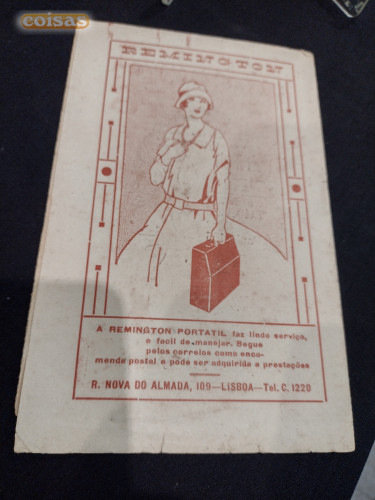 coisas
REMINGTON
A REMINGTON PORTATIL faz lindo serviço,
e facil de manejar. Segue
pelos correios como enco-
menda postal e pode ser adquirida e prestações
R. NOVA DO ALMADA, 109—LISBOA—Tel. C. 1220